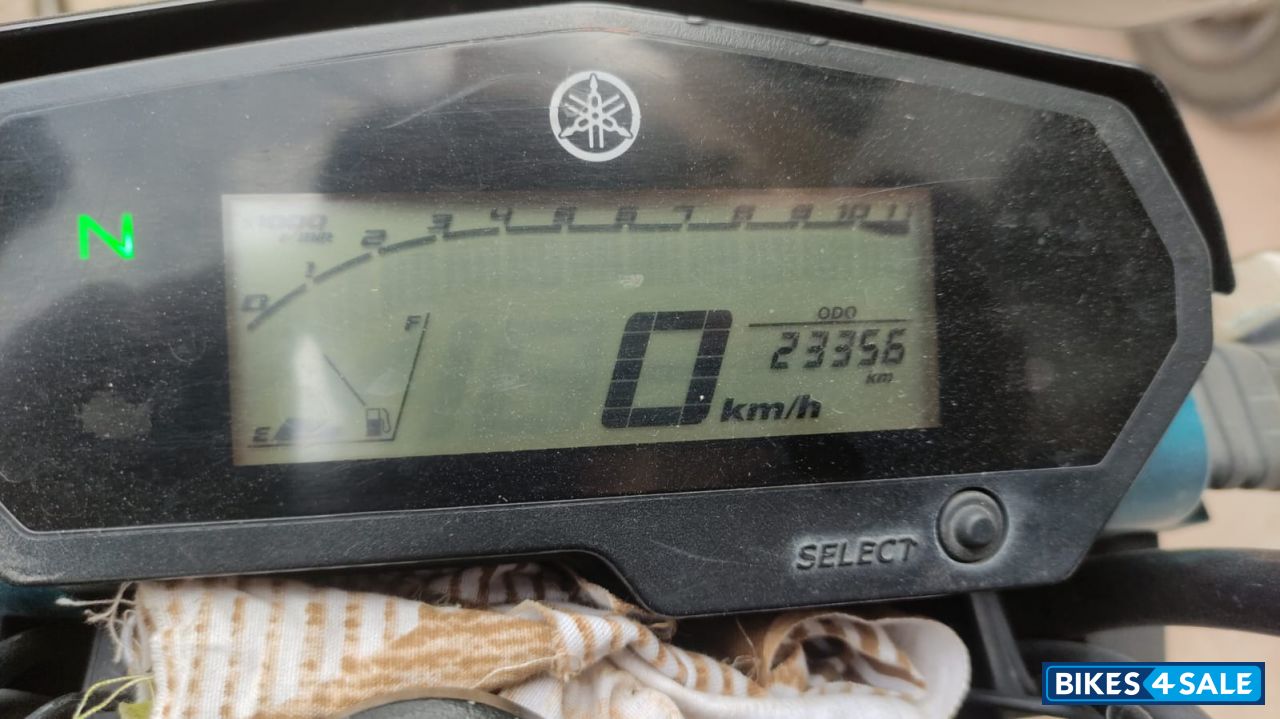 N
x1000 r/min
0 1 2 3 4 5 6 7 8 9 10 11
F
E
0 km/h
ODO
23356
km
SELECT
BIKES4SALE